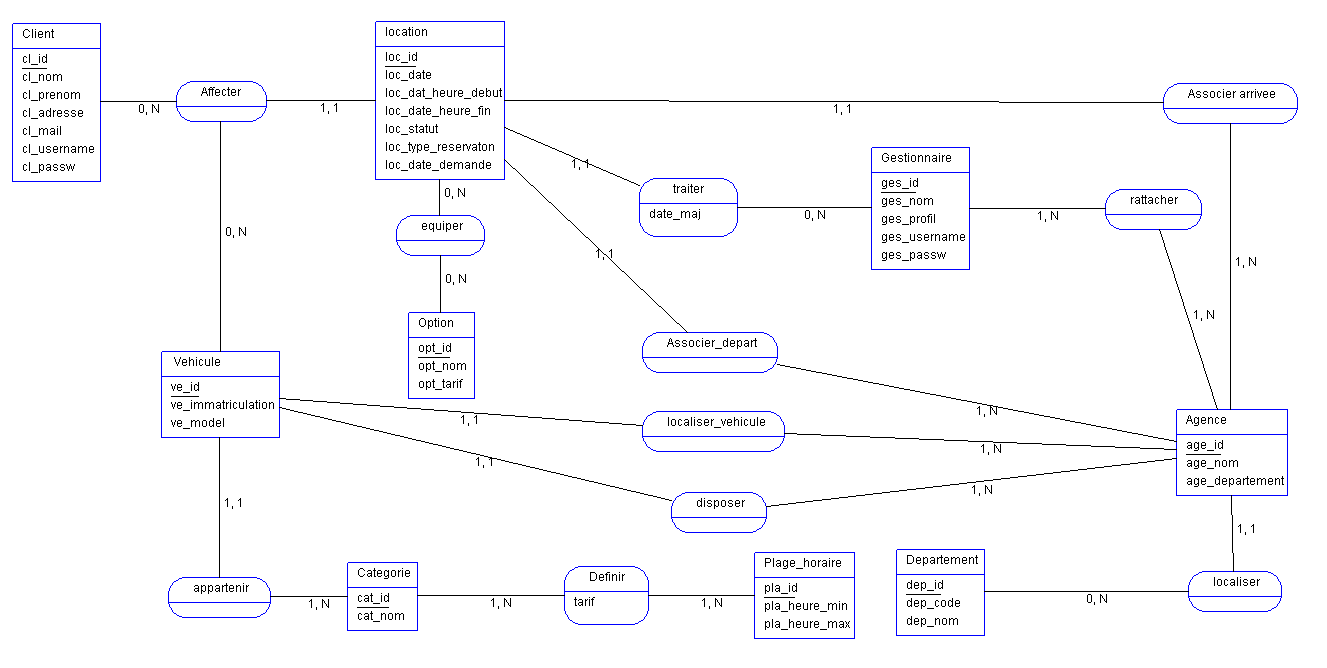 Client
cl_id
cl_nom
cl_prenom
cl_adresse
cl_mail
cl_username
cl_passw
0, N
Affecter
1, 1
location
loc_id
loc_date
loc_dat_heure_debut
loc_date_heure_fin
loc_statut
loc_type_reservaton
loc_date_demande
1, 1
Associer arrivee
1, 1
traiter
date_maj
0, N
Gestionnaire
ges_id
ges_nom
ges_profil
ges_username
ges_passw
1, N
rattacher
0, N
equiper
0, N
0, N
1, 1
1, N
1, N
Option
opt_id
opt_nom
opt_tarif
Associer_depart
1, N
Vehicule
ve_id
ve_immatriculation
ve_model
1, 1
localiser_vehicule
1, N
1, 1
disposer
1, N
Agence
age_id
age_nom
age_departement
1, 1
1, 1
appartenir
1, N
Categorie
cat_id
cat_nom
1, N
Definir
tarif
1, N
Plage_horaire
pla_id
pla_heure_min
pla_heure_max
Departement
dep_id
dep_code
dep_nom
0, N
localiser